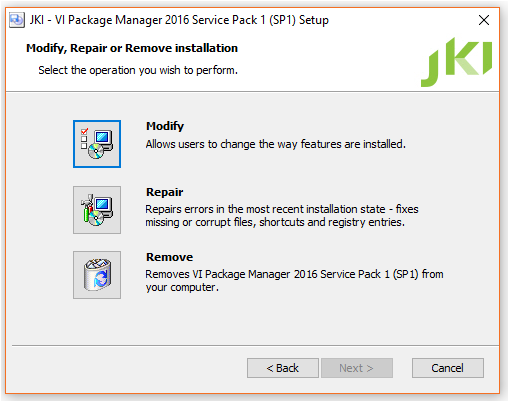 JKI - VI Package Manager 2016 Service Pack 1 (SP1) Setup
Modify, Repair or Remove installation
Select the operation you wish to perform.
JKI
Modify
Allows users to change the way features are installed.
Repair
Repairs errors in the most recent installation state - fixes
missing or corrupt files, shortcuts and registry entries.
Remove
Removes VI Package Manager 2016 Service Pack 1 (SP1) from
your computer.
< Back Next > Cancel